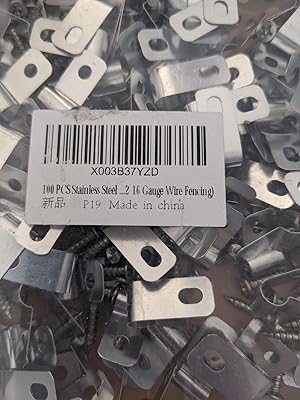 X003B37YZD
100 PCS Stainless Steel ...2 16 Gauge Wire Fencing)
新品 P19 Made in china